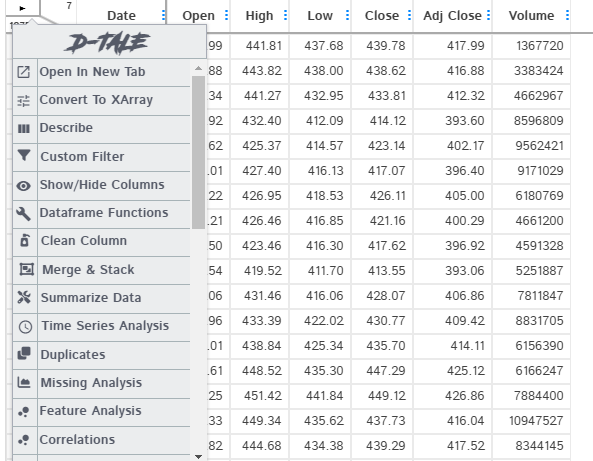 ► 7 Date Open High Low Close Adj Close Volume
D-TALE
99 441.81 437.68 439.78 417.99 1367720
Open In New Tab
88 443.82 438.00 438.62 416.88 3383424
Convert To XArray
34 441.27 432.95 433.81 412.32 4662967
Describe
92 432.40 412.09 414.12 393.60 8596809
Custom Filter
62 425.37 414.57 423.14 402.17 9562421
Show/Hide Columns
.01 427.40 416.13 417.07 396.40 9171029
22 426.95 418.53 426.11 405.00 6180769
Dataframe Functions
.21 426.46 416.85 421.16 400.29 4661200
Clean Column
50 423.46 416.30 417.62 396.92 4591328
Merge & Stack
54 419.52 411.70 413.55 393.06 5251887
Summarize Data
06 431.46 416.06 428.07 406.86 7811847
Time Series Analysis
96 433.39 422.02 430.77 409.42 8831705
.01 438.84 425.34 435.70 414.11 6156390
Duplicates
.61 448.52 435.30 447.29 425.12 6166247
Missing Analysis
25 451.42 441.84 449.12 426.86 7884400
Feature Analysis
33 449.34 435.62 437.73 416.04 10947527
Correlations
82 444.68 434.38 439.29 417.52 8344145